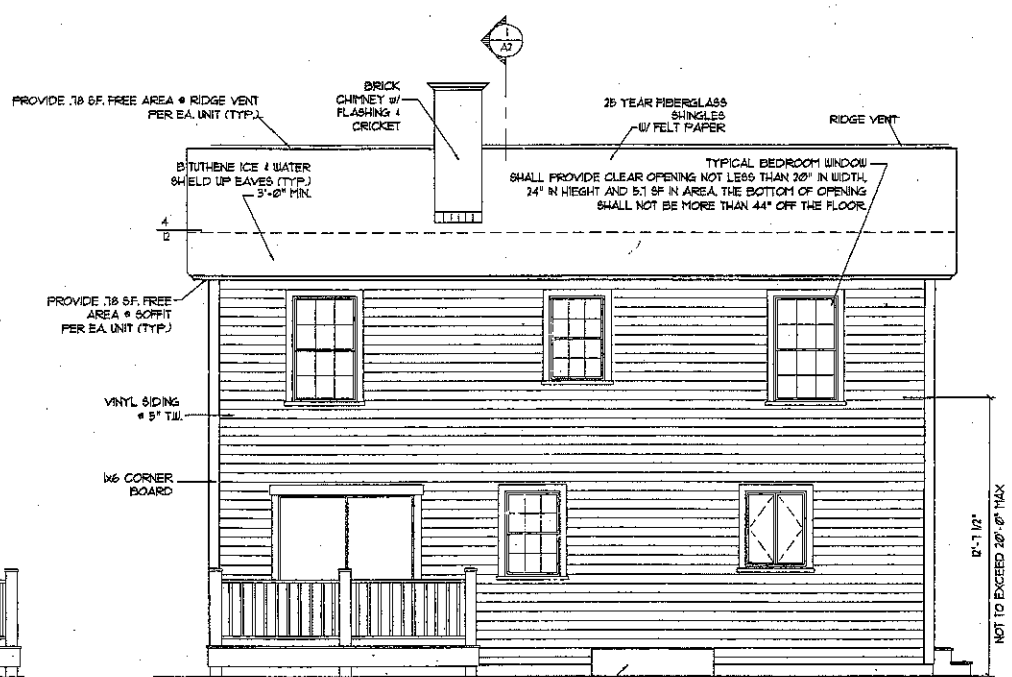 1
A2
PROVIDE .78 SF. FREE AREA @ RIDGE VENT
PER EA. UNIT (TYP.)
BRICK
CHIMNEY w/
FLASHING &
CRICKET
25 YEAR FIBERGLASS
SHINGLES
W/ FELT PAPER
RIDGE VENT
BITUTHENE ICE & WATER
SHIELD UP EAVES (TYP.)
3'-0" MIN.
TYPICAL BEDROOM WINDOW
SHALL PROVIDE CLEAR OPENING NOT LESS THAN 20" IN WIDTH,
24" IN HIEGHT AND 5.7 SF IN AREA. THE BOTTOM OF OPENING
SHALL NOT BE MORE THAN 44" OFF THE FLOOR.
4
12
PROVIDE .78 SF. FREE
AREA @ SOFFIT
PER EA. UNIT (TYP.)
VINYL SIDING
@ 5" T.W.
1x6 CORNER
BOARD
12'-7 1/2"
NOT TO EXCEED 20'-0" MAX